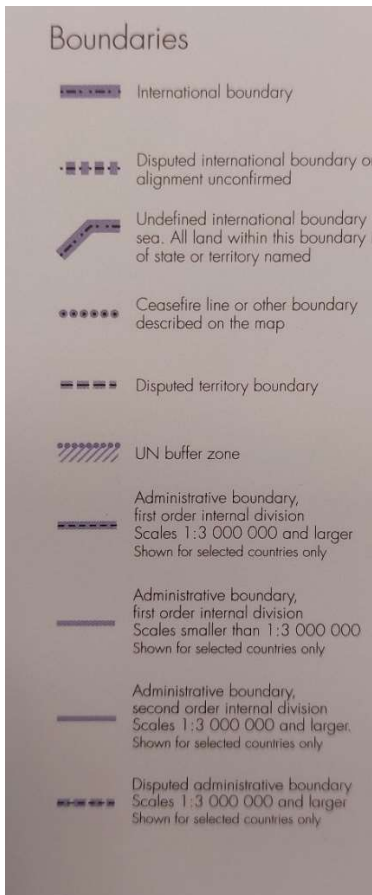 Boundaries
International boundary
Disputed international boundary
alignment unconfirmed
Undefined international boundary
sea. All land within this boundary
of state or territory named
Ceasefire line or other boundary
described on the map
Disputed territory boundary
UN buffer zone
Administrative boundary,
first order internal division
Scales 1:3 000 000 and larger
Shown for selected countries only
Administrative boundary,
first order internal division
Scales smaller than 1:3 000 000
Shown for selected countries only
Administrative boundary,
second order internal division
Scales 1:3 000 000 and larger.
Shown for selected countries only
Disputed administrative boundary
Scales 1:3 000 000 and larger
Shown for selected countries only